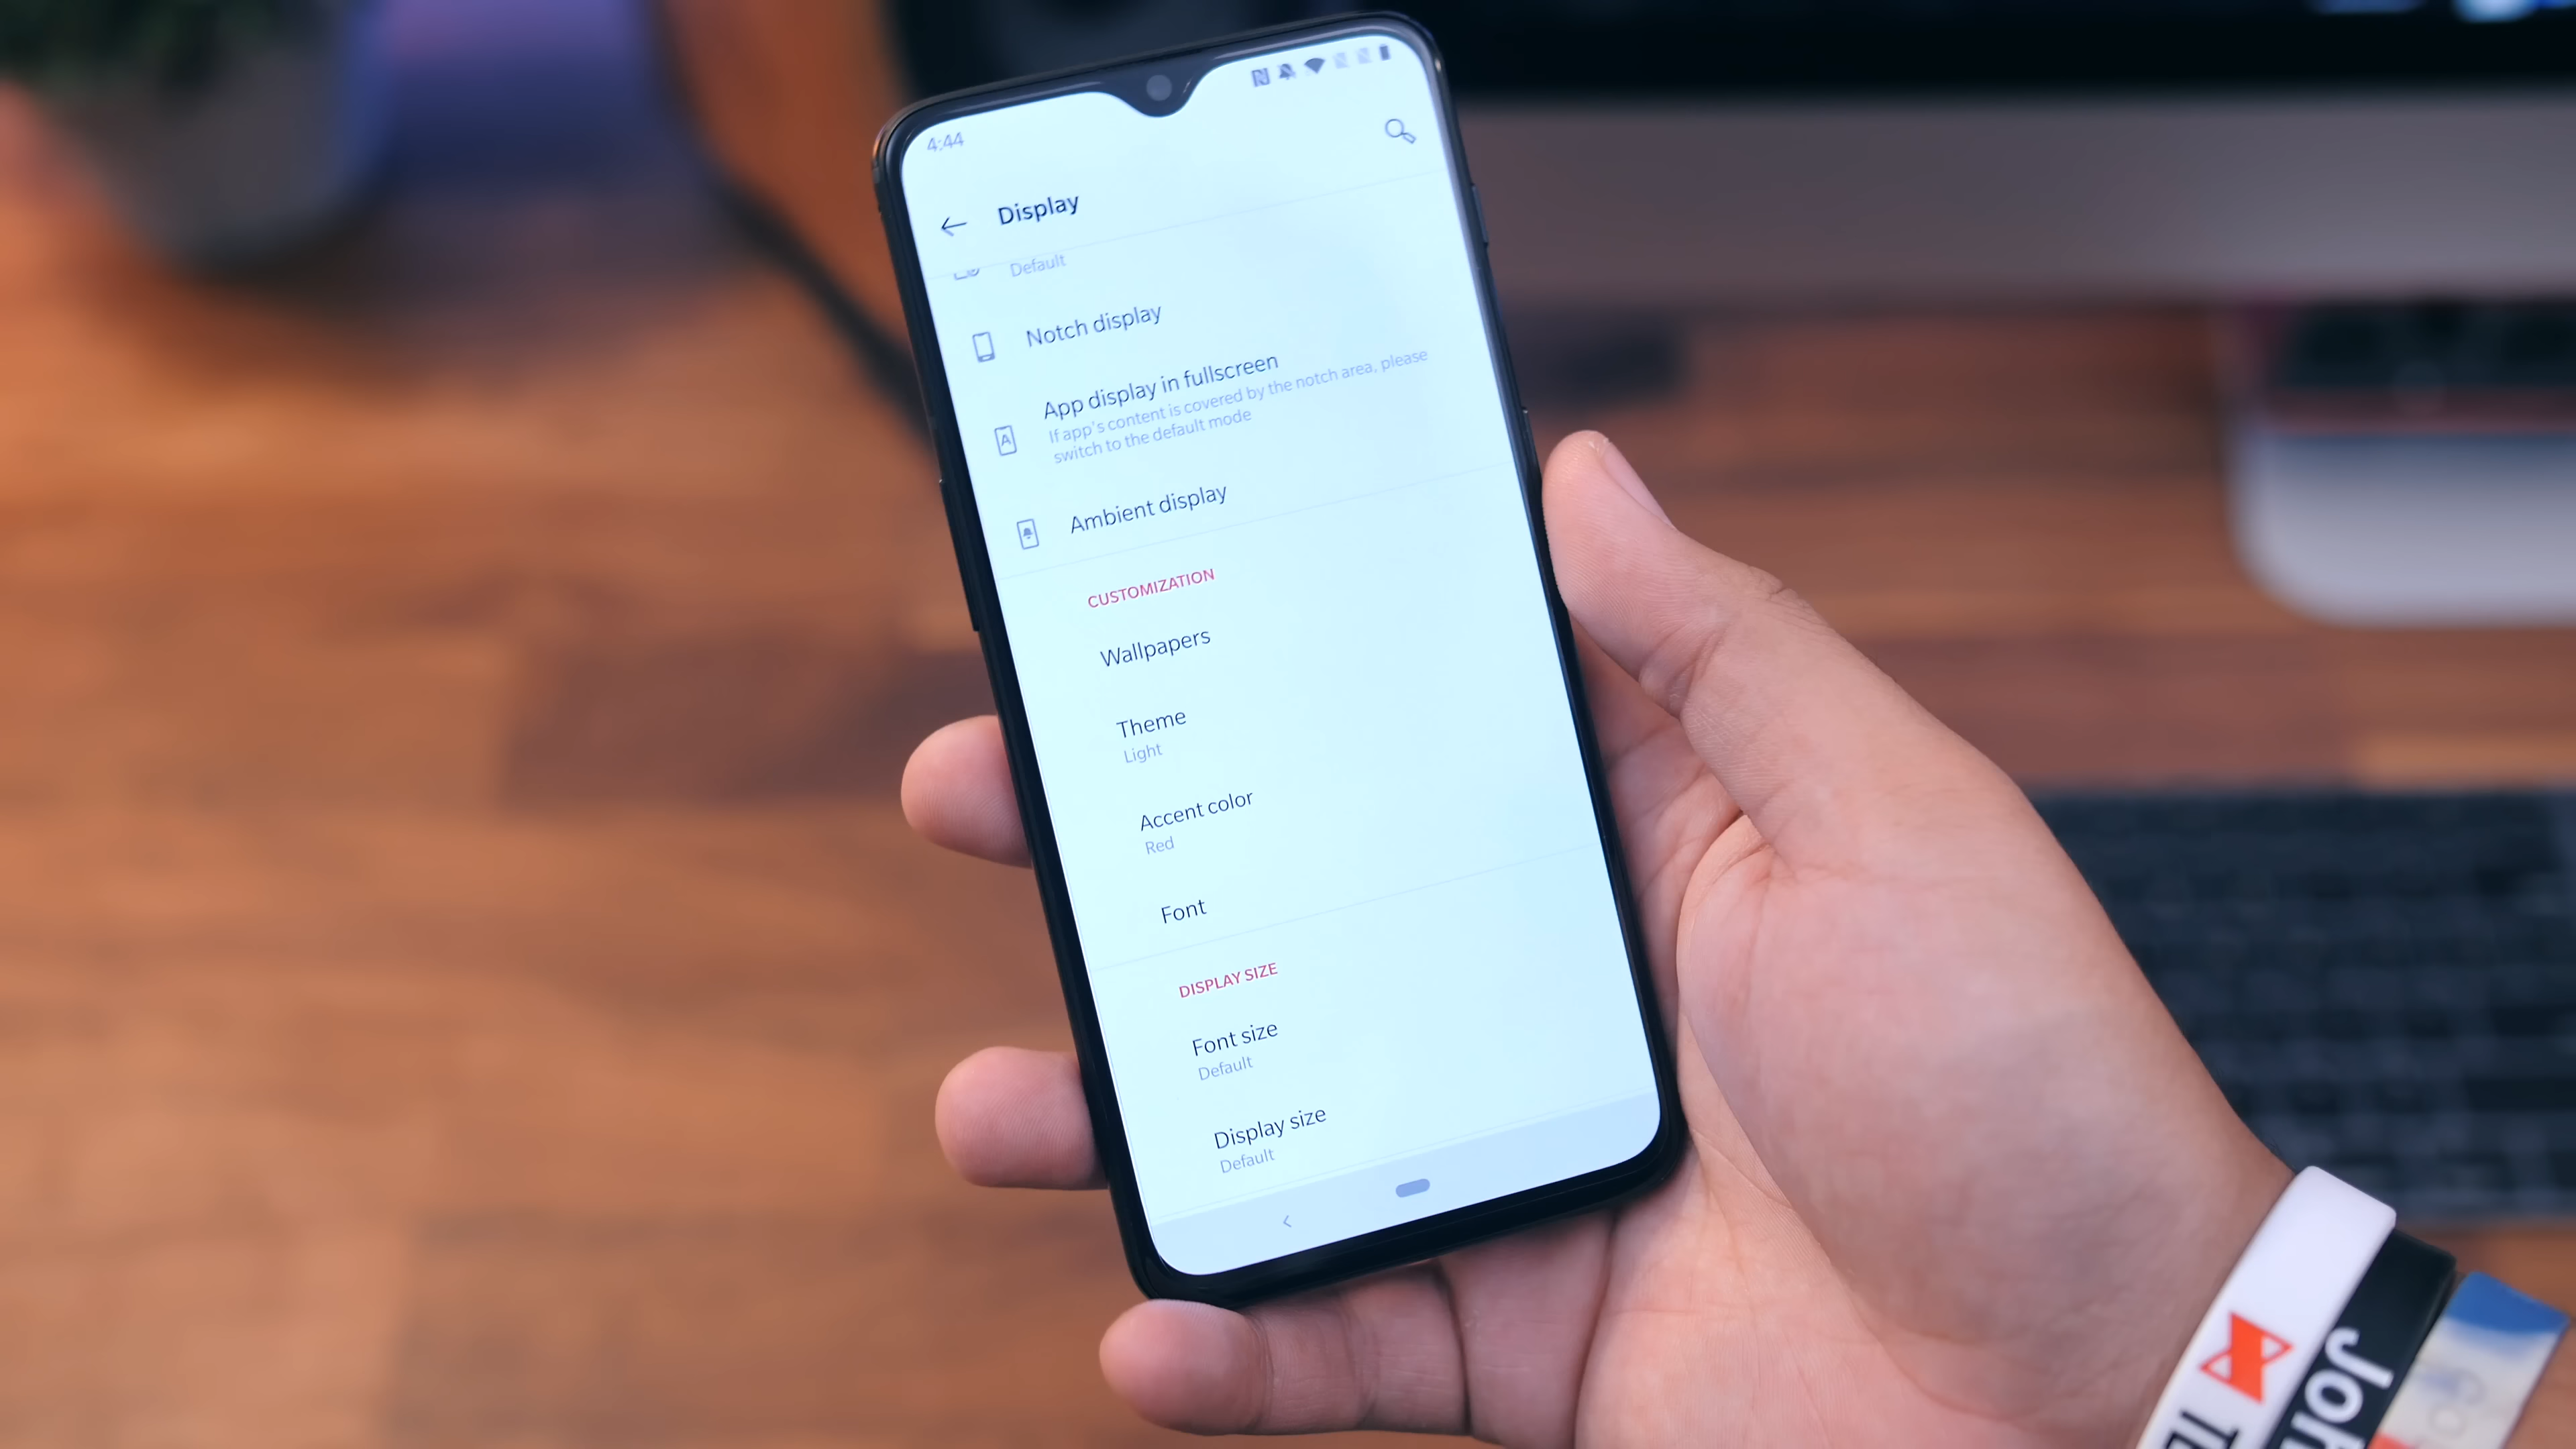 4:44
Display
Default
Notch display
App display in fullscreen
If app's content is covered by the notch area, please
switch to the default mode
Ambient display
CUSTOMIZATION
Wallpapers
Theme
Light
Accent color
Red
Font
DISPLAY SIZE
Font size
Default
Display size
Default